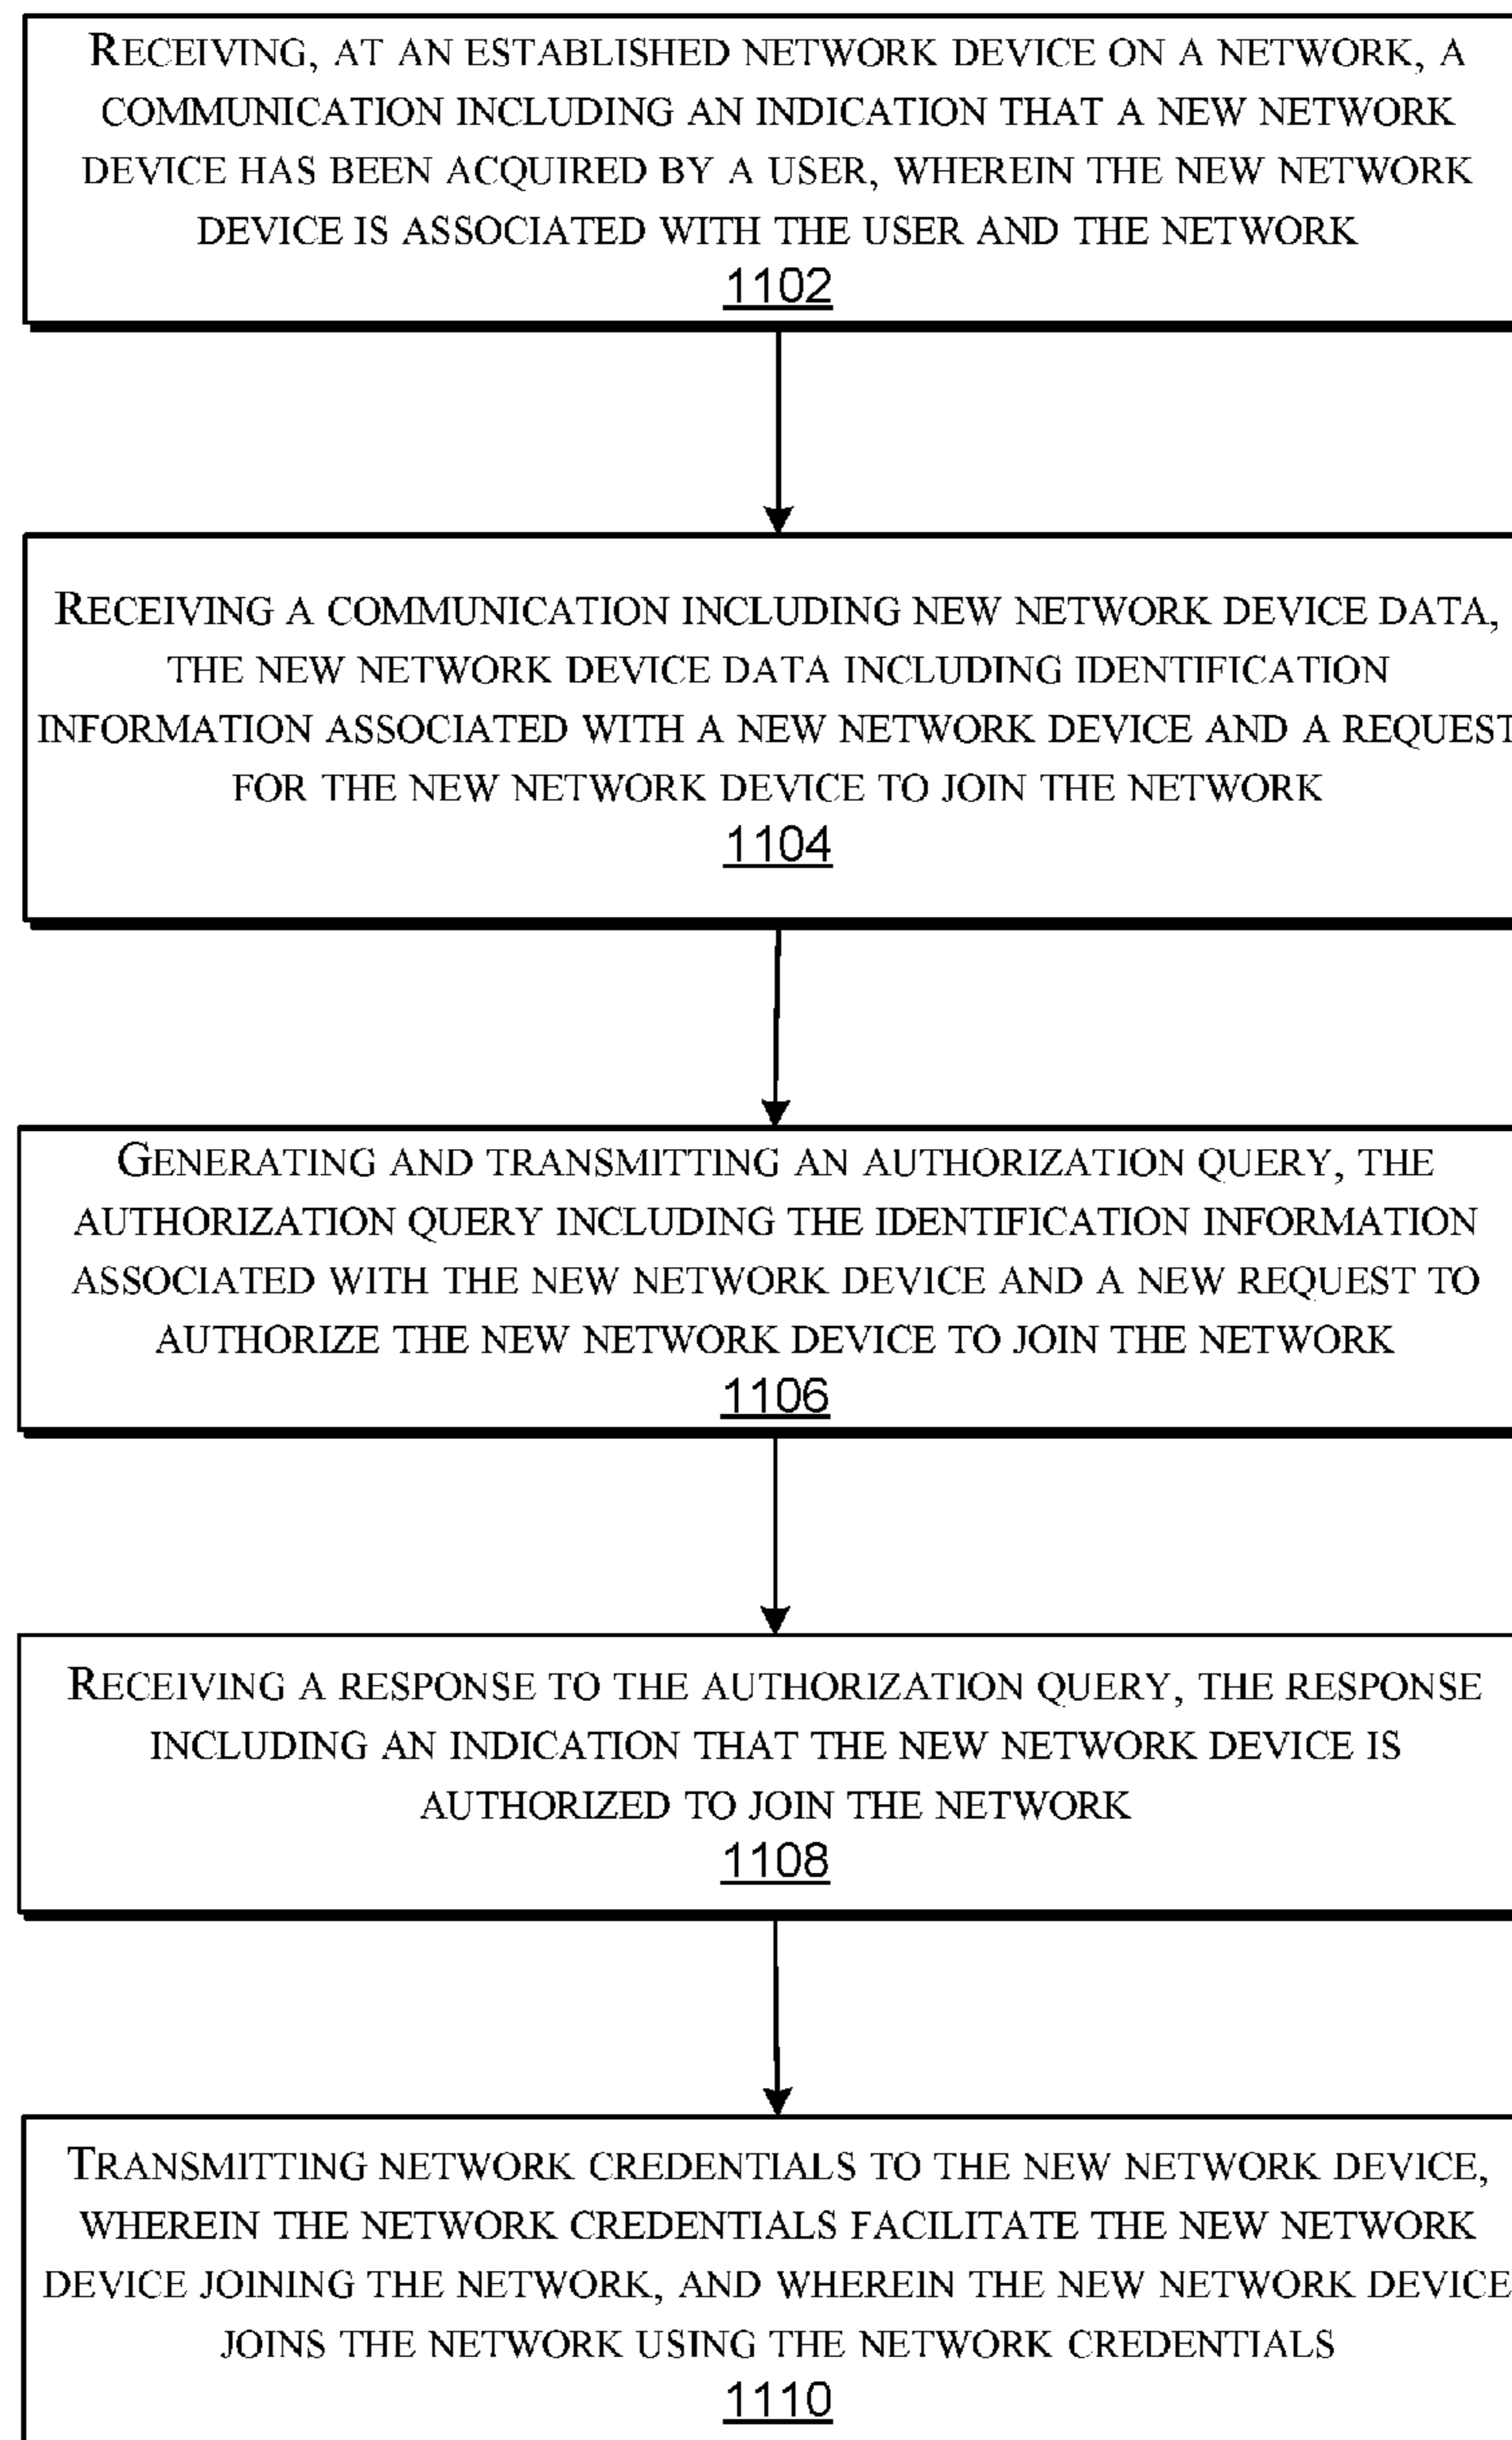 RECEIVING, AT AN ESTABLISHED NETWORK DEVICE ON A NETWORK, A
COMMUNICATION INCLUDING AN INDICATION THAT A NEW NETWORK
DEVICE HAS BEEN ACQUIRED BY A USER, WHEREIN THE NEW NETWORK
DEVICE IS ASSOCIATED WITH THE USER AND THE NETWORK
1102
RECEIVING A COMMUNICATION INCLUDING NEW NETWORK DEVICE DATA,
THE NEW NETWORK DEVICE DATA INCLUDING IDENTIFICATION
INFORMATION ASSOCIATED WITH A NEW NETWORK DEVICE AND A REQUEST
FOR THE NEW NETWORK DEVICE TO JOIN THE NETWORK
1104
GENERATING AND TRANSMITTING AN AUTHORIZATION QUERY, THE
AUTHORIZATION QUERY INCLUDING THE IDENTIFICATION INFORMATION
ASSOCIATED WITH THE NEW NETWORK DEVICE AND A NEW REQUEST TO
AUTHORIZE THE NEW NETWORK DEVICE TO JOIN THE NETWORK
1106
RECEIVING A RESPONSE TO THE AUTHORIZATION QUERY, THE RESPONSE
INCLUDING AN INDICATION THAT THE NEW NETWORK DEVICE IS
AUTHORIZED TO JOIN THE NETWORK
1108
TRANSMITTING NETWORK CREDENTIALS TO THE NEW NETWORK DEVICE,
WHEREIN THE NETWORK CREDENTIALS FACILITATE THE NEW NETWORK
DEVICE JOINING THE NETWORK, AND WHEREIN THE NEW NETWORK DEVICE
JOINS THE NETWORK USING THE NETWORK CREDENTIALS
1110